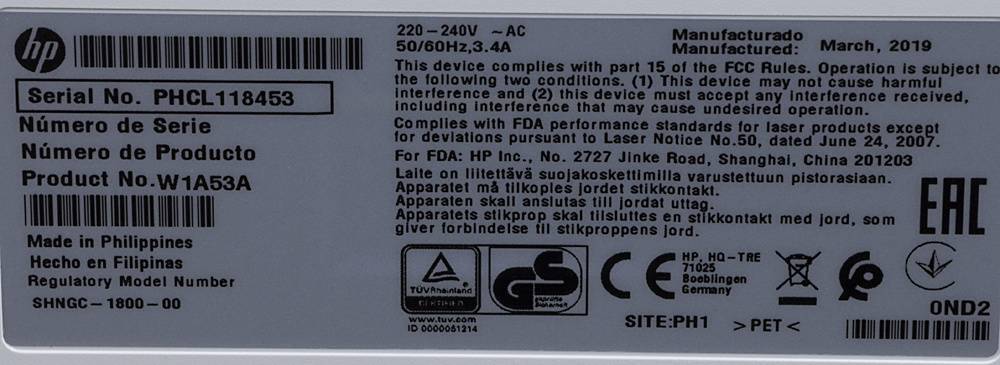 hp
Serial No. PHCL118453
Número de Serie
Número de Producto
Product No.W1A53A
Made in Philippines
Hecho en Filipinas
Regulatory Model Number
SHNGC-1800-00
220-240V ~ AC
50/60Hz,3.4A
Manufacturado
Manufactured: March, 2019
This device complies with part 15 of the FCC Rules. Operation is subject to
the following two conditions. (1) This device may not cause harmful
interference and (2) this device must accept any interference received,
including interference that may cause undesired operation.
Complies with FDA performance standards for laser products except
for deviations pursuant to Laser Notice No.50, dated June 24, 2007.
For FDA: HP Inc., No. 2727 Jinke Road, Shanghai, China 201203
Laite on liitettävä suojakoskettimilla varustettuun pistorasiaan.
Apparatet må tilkoples jordet stikkontakt.
Apparaten skall anslutas till jordat uttag.
Apparatets stikprop skal tilsluttes en stikkontakt med jord, som
giver forbindelse til stikproppens jord.
EAC
TÜVRheinland
CERTIFIED
www.tuv.com
ID 0000051214
GS
geprüfte
Sicherheit
CE
HP, HQ-TRE
71025
Boeblingen
Germany
SITE:PH1 >PET<
0ND2